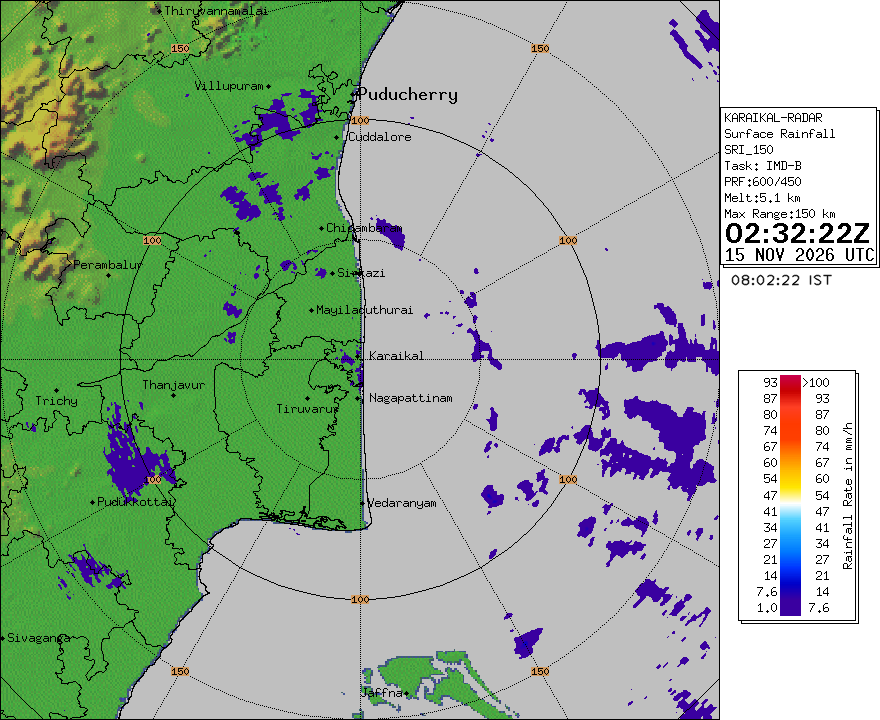 Thiruvannamalai
150
150
Villupuram
Puducherry
100
Cuddalore
KARAIKAL-RADAR
Surface Rainfall
SRI_150
Task: IMD-B
PRF:600/450
Melt:5.1 km
Max Range:150 km
02:32:22Z
15 NOV 2026 UTC
08:02:22 IST
Chidambaram
100
100
Perambalur
Sirkazi
Mayiladuthurai
Karaikal
Thanjavur
Trichy
Tiruvarur
Nagapattinam
100
100
Pudukkottai
Vedaranyam
100
Sivaganga
150
150
Jaffna
93 >100
87 93
80 87
74 80
67 74
60 67
54 60
47 54
41 47
34 41
27 34
21 27
14 21
7.6 14
1.0 7.6
Rainfall Rate in mm/h